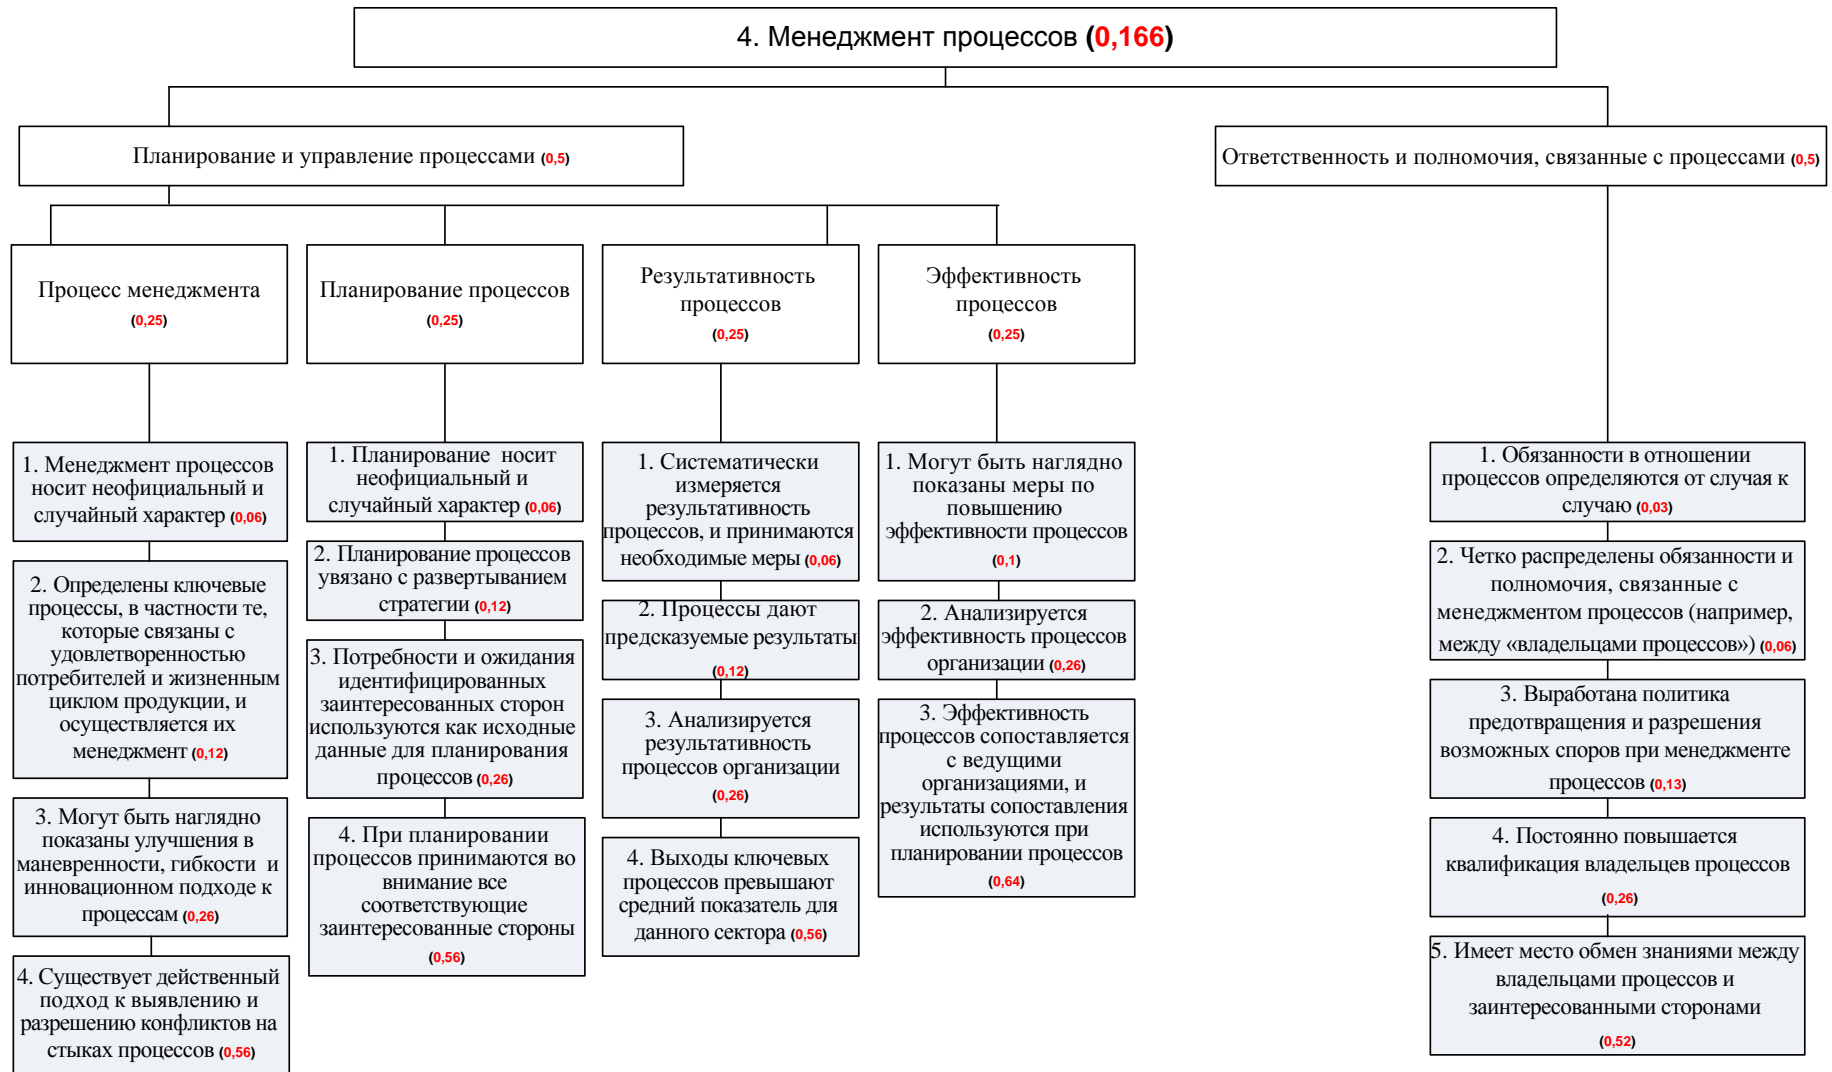 4. Менеджмент процессов (0,166)
Планирование и управление процессами (0,5)
Ответственность и полномочия, связанные с процессами (0,5)
Процесс менеджмента
(0,25)
Планирование процессов
(0,25)
Результативность
процессов
(0,25)
Эффективность
процессов
(0,25)
1. Менеджмент процессов
носит неофициальный и
случайный характер (0,06)
2. Определены ключевые
процессы, в частности те,
которые связаны с
удовлетворенностью
потребителей и жизненным
циклом продукции, и
осуществляется их
менеджмент (0,12)
3. Могут быть наглядно
показаны улучшения в
маневренности, гибкости и
инновационном подходе к
процессам (0,26)
4. Существует действенный
подход к выявлению и
разрешению конфликтов на
стыках процессов (0,56)
1. Планирование носит
неофициальный и
случайный характер (0,06)
2. Планирование процессов
увязано с развертыванием
стратегии (0,12)
3. Потребности и ожидания
идентифицированных
заинтересованных сторон
используются как исходные
данные для планирования
процессов (0,26)
4. При планировании
процессов принимаются во
внимание все
соответствующие
заинтересованные стороны
(0,56)
1. Систематически
измеряется
результативность
процессов, и принимаются
необходимые меры (0,06)
2. Процессы дают
предсказуемые результаты
(0,12)
3. Анализируется
результативность
процессов организации
(0,26)
4. Выходы ключевых
процессов превышают
средний показатель для
данного сектора (0,56)
1. Могут быть наглядно
показаны меры по
повышению
эффективности процессов
(0,1)
2. Анализируется
эффективность процессов
организации (0,26)
3. Эффективность
процессов сопоставляется
с ведущими
организациями, и
результаты сопоставления
используются при
планировании процессов
(0,64)
1. Обязанности в отношении
процессов определяются от случая к
случаю (0,03)
2. Четко распределены обязанности и
полномочия, связанные с
менеджментом процессов (например,
между «владельцами процессов») (0,06)
3. Выработана политика
предотвращения и разрешения
возможных споров при менеджменте
процессов (0,13)
4. Постоянно повышается
квалификация владельцев процессов
(0,26)
5. Имеет место обмен знаниями между
владельцами процессов и
заинтересованными сторонами
(0,52)